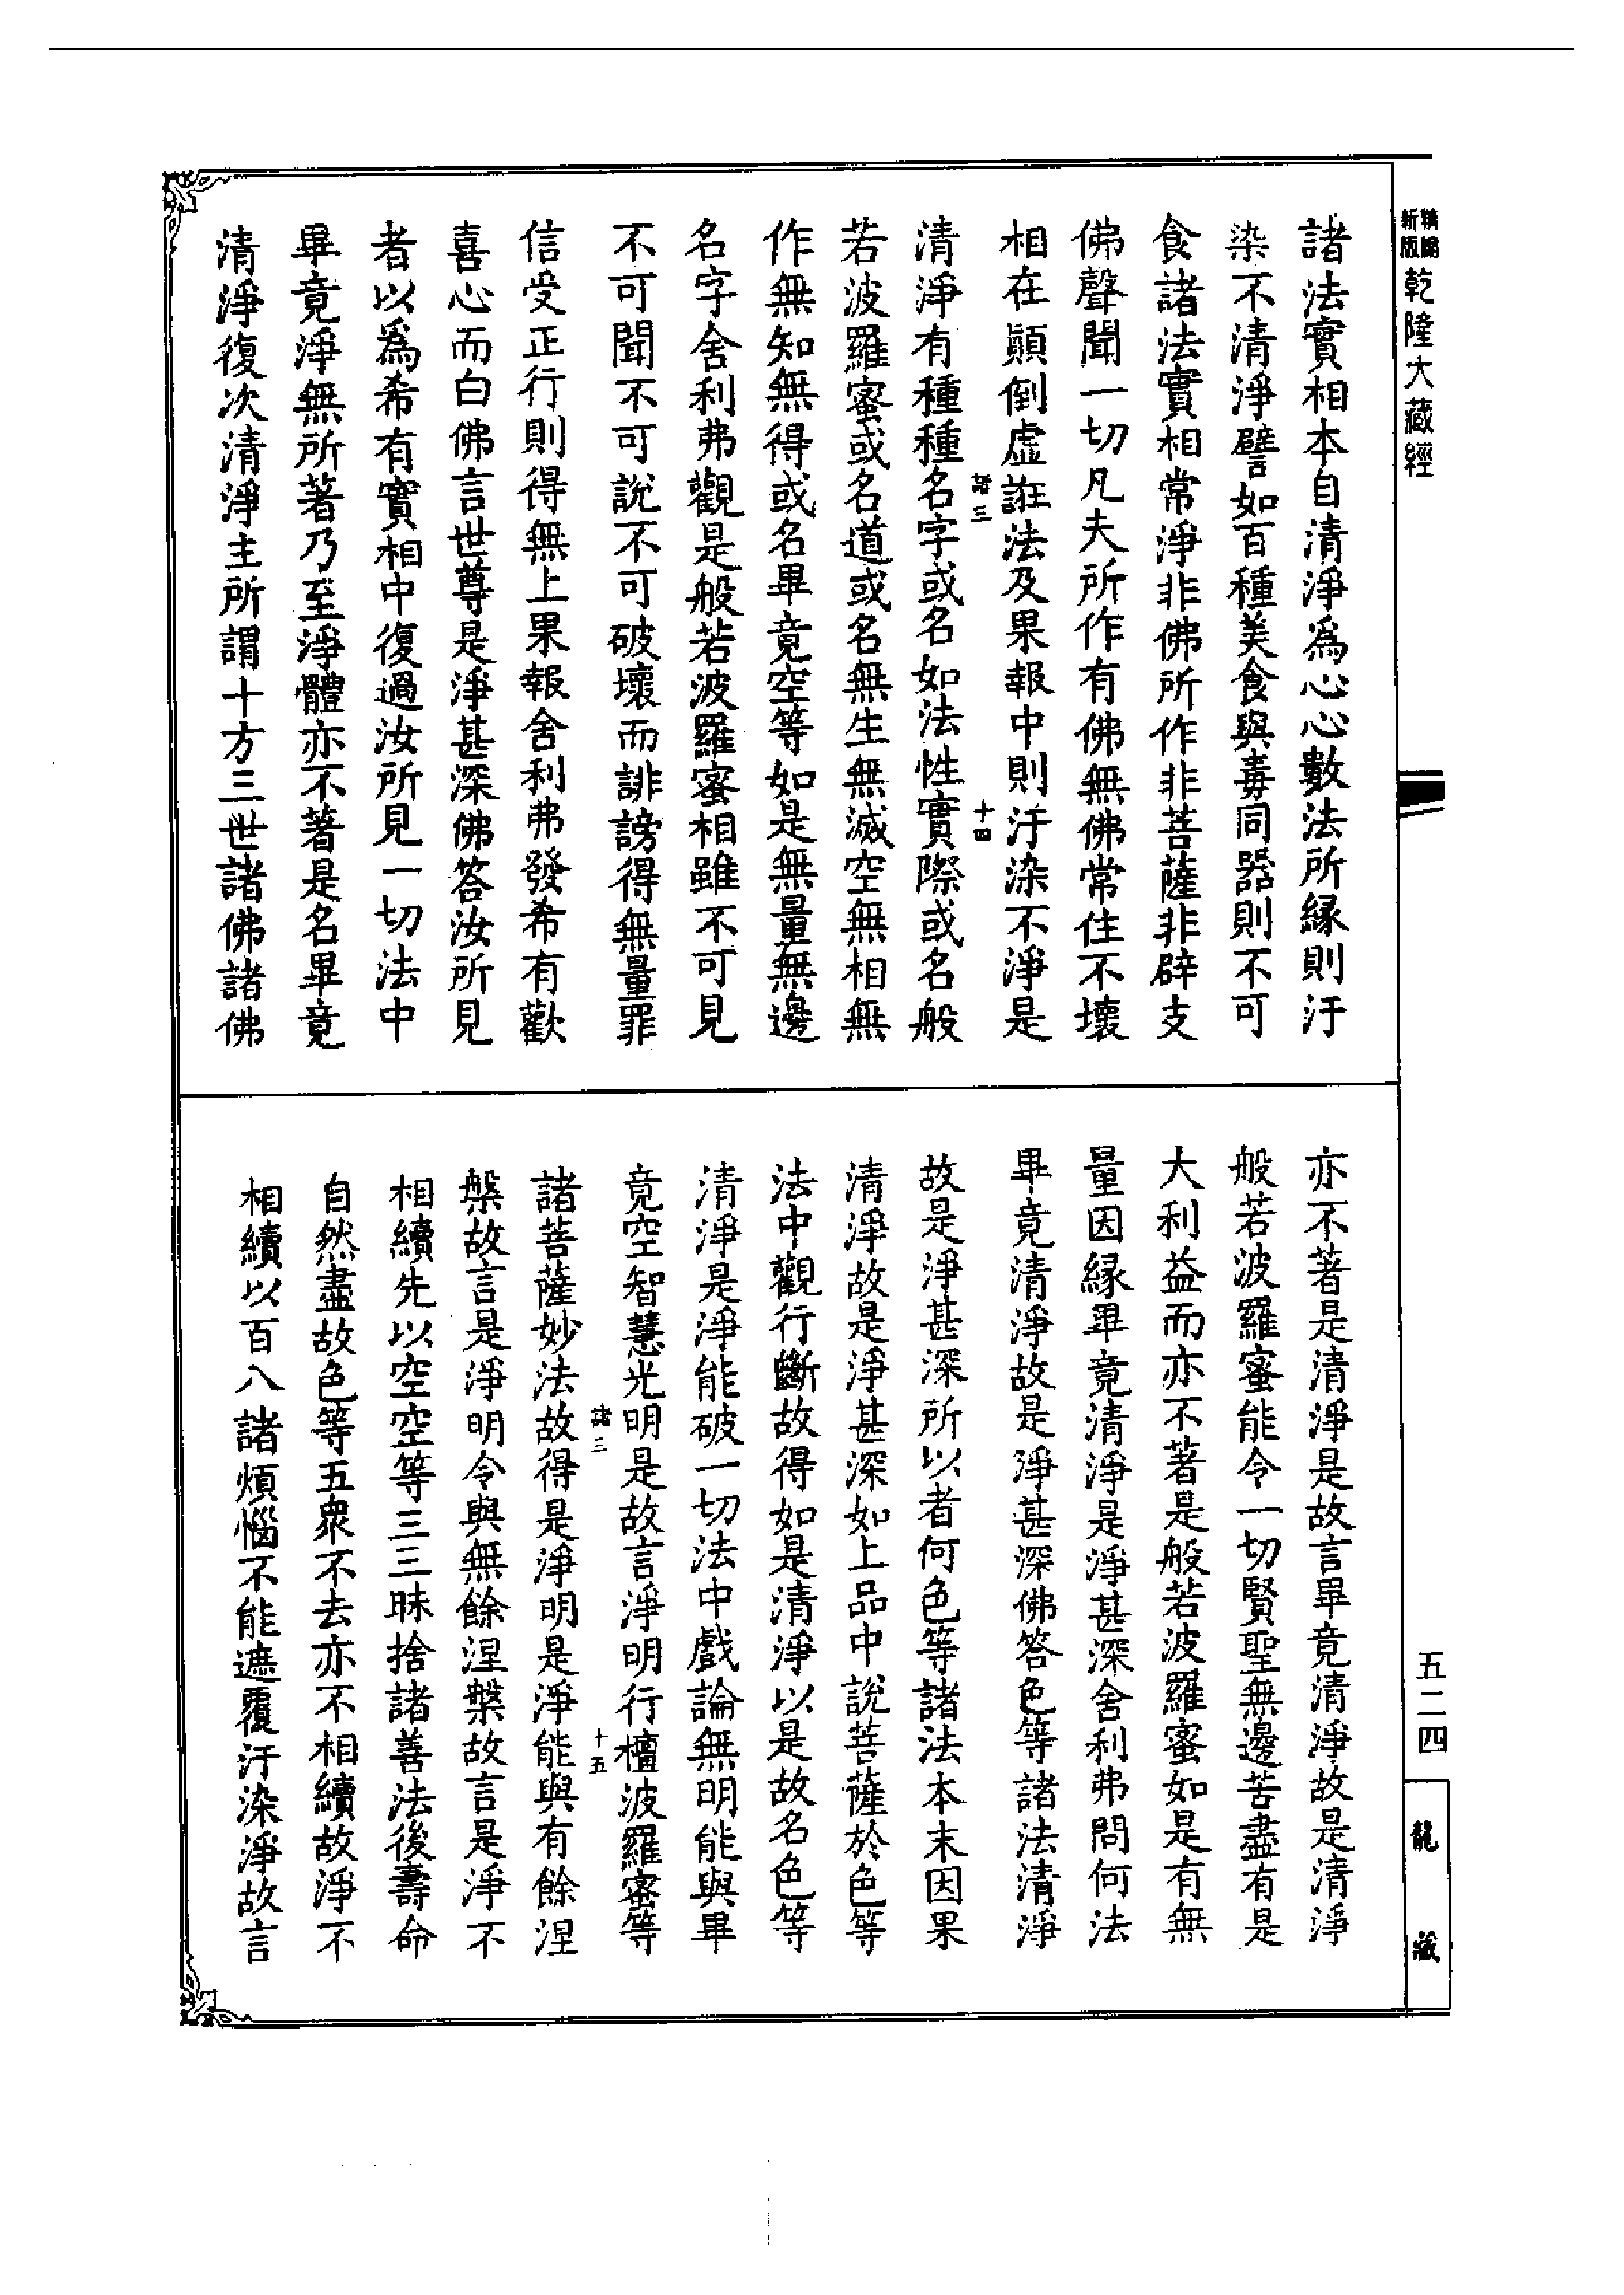 精縮
新版
乾隆大藏經
諸法實相本自清淨爲心心數法所緣則汙
染不清淨譬如百種美食與毒同器則不可
食諸法實相常淨非佛所作非菩薩非辟支
佛聲聞一切凡夫所作有佛無佛常住不壞
相在顚倒虛誑法及果報中則汙染不淨是
諸三
十四
清淨有種種名字或名如法性實際或名般
若波羅蜜或名道或名無生無滅空無相無
作無知無得或名畢竟空等如是無量無邊
名字舍利弗觀是般若波羅蜜相雖不可見
不可聞不可說不可破壞而誹謗得無量罪
信受正行則得無上果報舍利弗發希有歡
喜心而白佛言世尊是淨甚深佛答汝所見
者以爲希有實相中復過汝所見一切法中
畢竟淨無所著乃至淨體亦不著是名畢竟
清淨復次清淨主所謂十方三世諸佛諸佛
亦不著是清淨是故言畢竟清淨故是清淨
般若波羅蜜能令一切賢聖無邊苦盡有是
大利益而亦不著是般若波羅蜜如是有無
量因緣畢竟清淨是淨甚深舍利弗問何法
畢竟清淨故是淨甚深佛答色等諸法清淨
故是淨甚深所以者何色等諸法本末因果
清淨故是淨甚深如上品中說菩薩於色等
法中觀行斷故得如是清淨以是故名色等
清淨是淨能破一切法中戲論無明能與畢
竟空智慧光明是故言淨明行檀波羅蜜等
諸三
十五
諸菩薩妙法故得是淨明是淨能與有餘涅
槃故言是淨明令與無餘涅槃故言是淨不
相續先以空空等三三昧捨諸善法後壽命
自然盡故色等五衆不去亦不相續故淨不
相續以百八諸煩惱不能遮覆汙染淨故言
五二四
龍藏